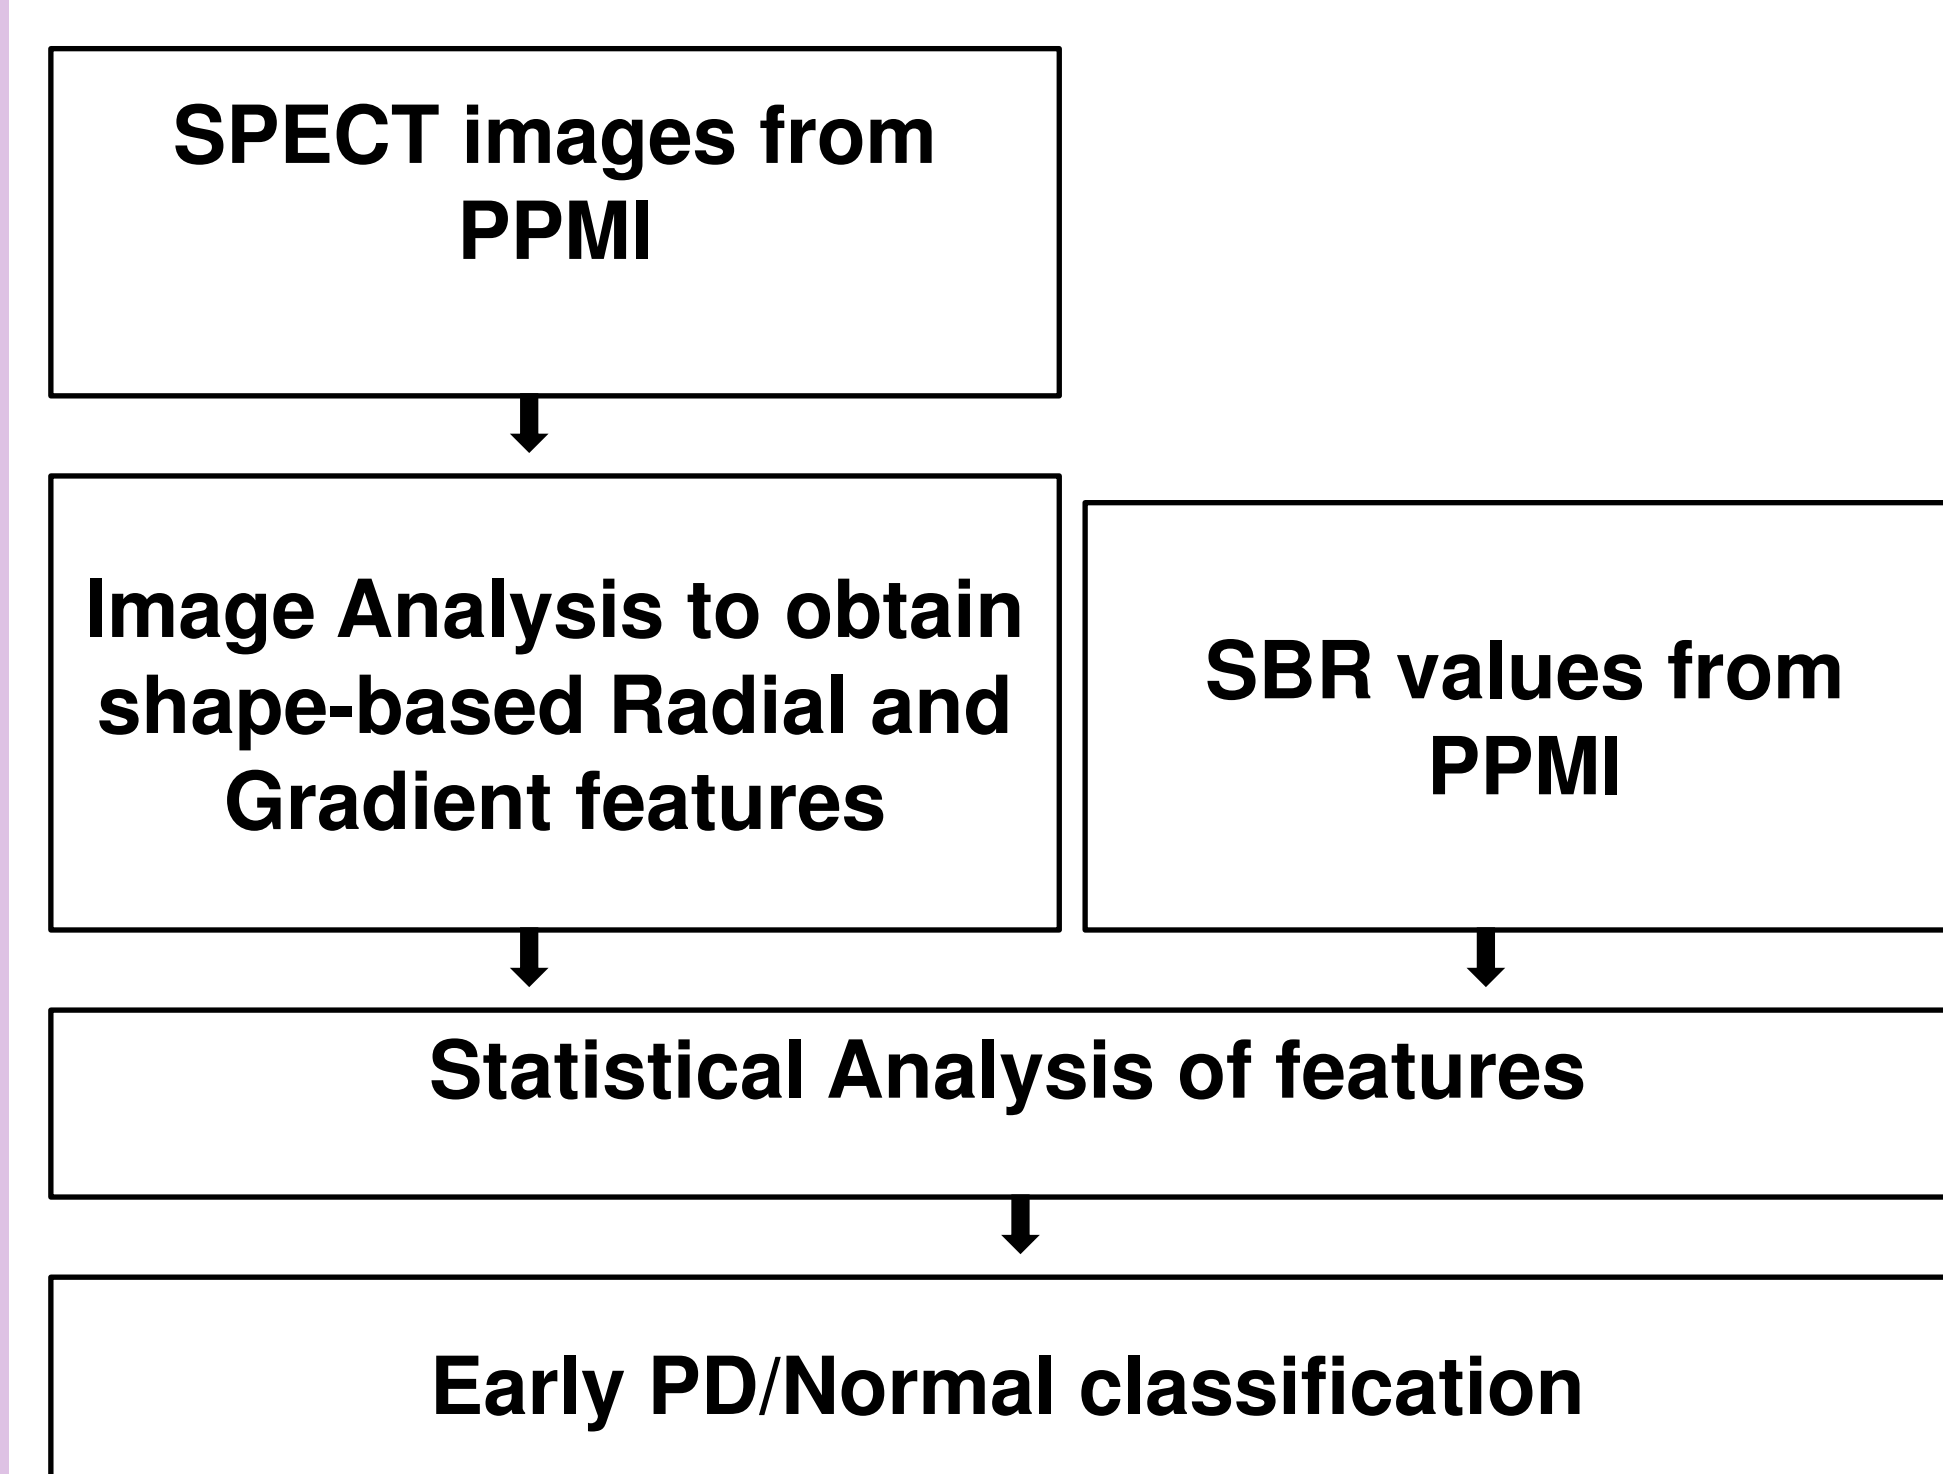 SPECT images from
PPMI
Image Analysis to obtain
shape-based Radial and
Gradient features
SBR values from
PPMI
Statistical Analysis of features
Early PD/Normal classification